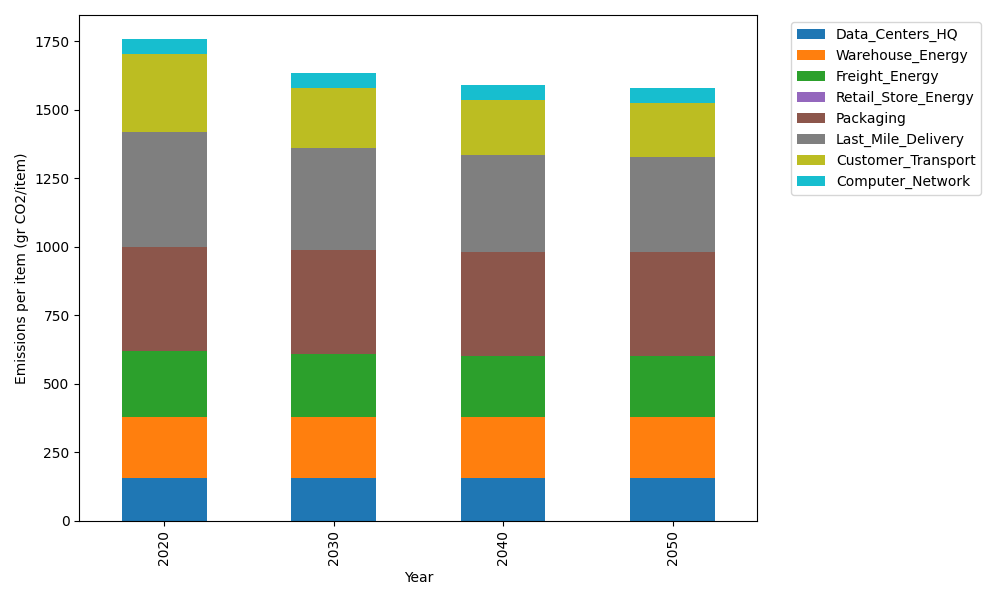 1750
1500
1250
1000
750
500
250
0
Emissions per item (gr CO2/item)
2020
2030
2040
2050
Year
Data_Centers_HQ
Warehouse_Energy
Freight_Energy
Retail_Store_Energy
Packaging
Last_Mile_Delivery
Customer_Transport
Computer_Network